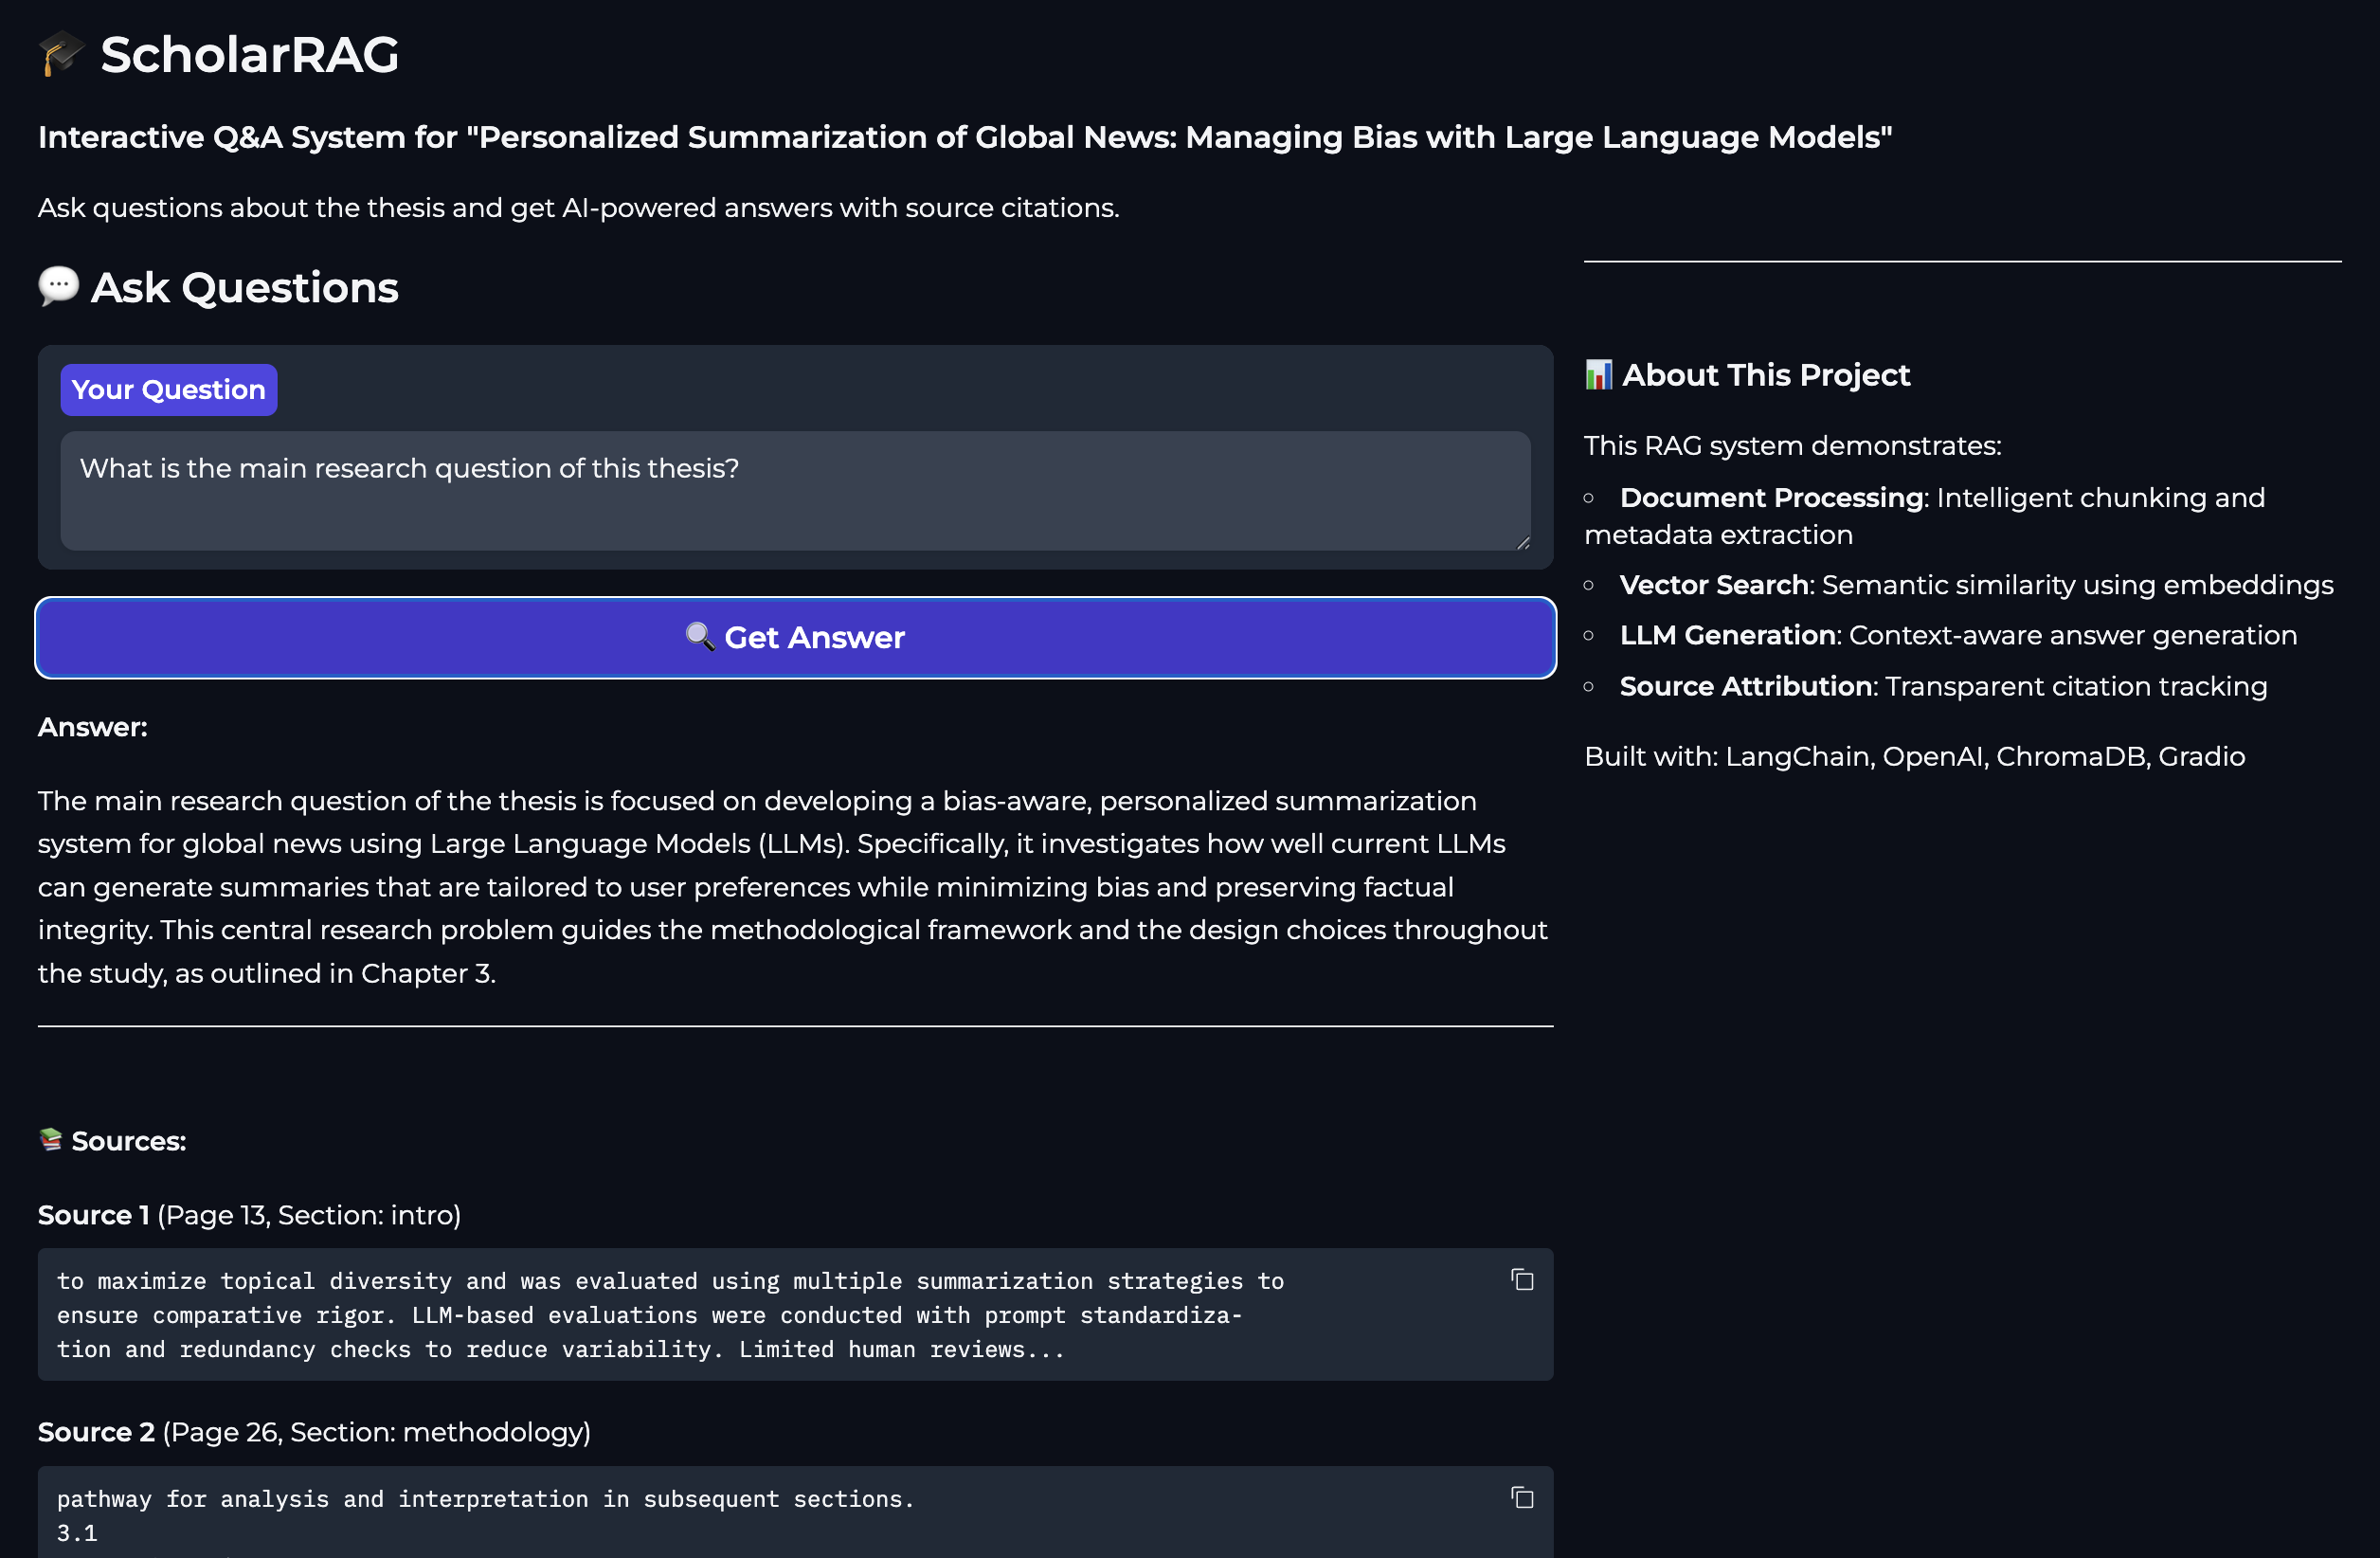 🎓 ScholarRAG
Interactive Q&A System for "Personalized Summarization of Global News: Managing Bias with Large Language Models"
Ask questions about the thesis and get AI-powered answers with source citations.
💬 Ask Questions
Your Question
What is the main research question of this thesis?
🔍 Get Answer
Answer:
The main research question of the thesis is focused on developing a bias-aware, personalized summarization
system for global news using Large Language Models (LLMs). Specifically, it investigates how well current LLMs
can generate summaries that are tailored to user preferences while minimizing bias and preserving factual
integrity. This central research problem guides the methodological framework and the design choices throughout
the study, as outlined in Chapter 3.
📚 Sources:
Source 1 (Page 13, Section: intro)
to maximize topical diversity and was evaluated using multiple summarization strategies to
ensure comparative rigor. LLM-based evaluations were conducted with prompt standardiza-
tion and redundancy checks to reduce variability. Limited human reviews...
Source 2 (Page 26, Section: methodology)
pathway for analysis and interpretation in subsequent sections.
3.1
📊 About This Project
This RAG system demonstrates:
◦ Document Processing: Intelligent chunking and
metadata extraction
◦ Vector Search: Semantic similarity using embeddings
◦ LLM Generation: Context-aware answer generation
◦ Source Attribution: Transparent citation tracking
Built with: LangChain, OpenAI, ChromaDB, Gradio